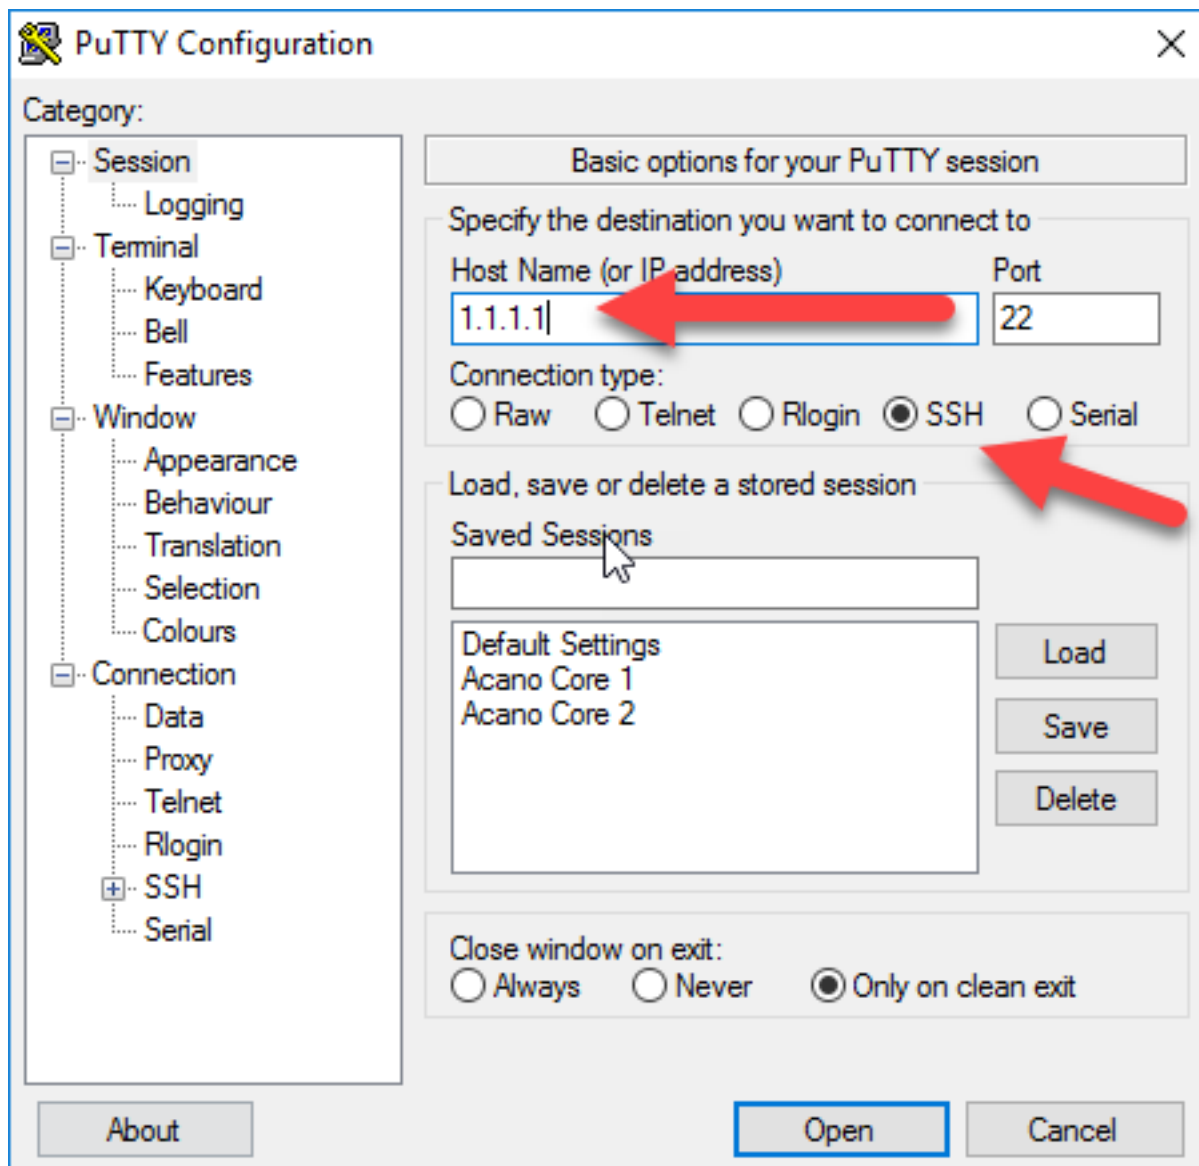 PuTTY Configuration
Category:
Session
Logging
Terminal
Keyboard
Bell
Features
Window
Appearance
Behaviour
Translation
Selection
Colours
Connection
Data
Proxy
Telnet
Rlogin
SSH
Serial
Basic options for your PuTTY session
Specify the destination you want to connect to
Host Name (or IP address) Port
1.1.1.1 22
Connection type:
Raw Telnet Rlogin SSH Serial
Load, save or delete a stored session
Saved Sessions
Default Settings
Acano Core 1
Acano Core 2
Load
Save
Delete
Close window on exit:
Always Never Only on clean exit
About Open Cancel